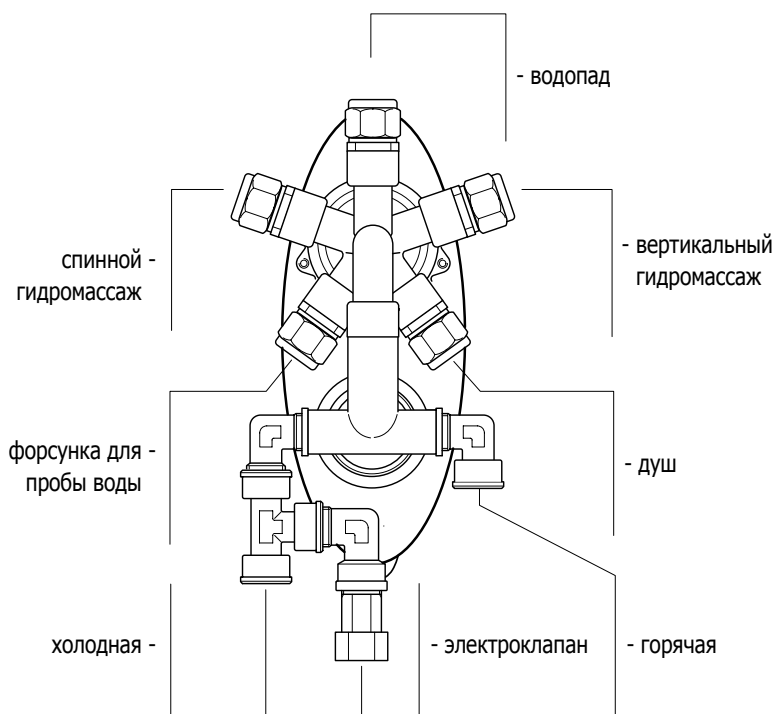 - водопад
спинной -
гидромассаж
- вертикальный
гидромассаж
форсунка для -
пробы воды
- душ
холодная -
- электроклапан
- горячая